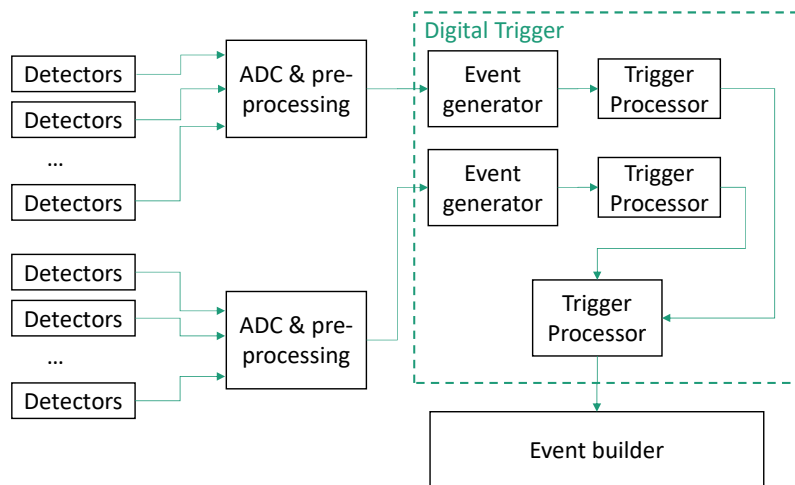 Digital Trigger
Detectors
Detectors
...
Detectors
ADC & pre-
processing
Event
generator
Trigger
Processor
Event
generator
Trigger
Processor
Detectors
Detectors
...
Detectors
ADC & pre-
processing
Trigger
Processor
Event builder